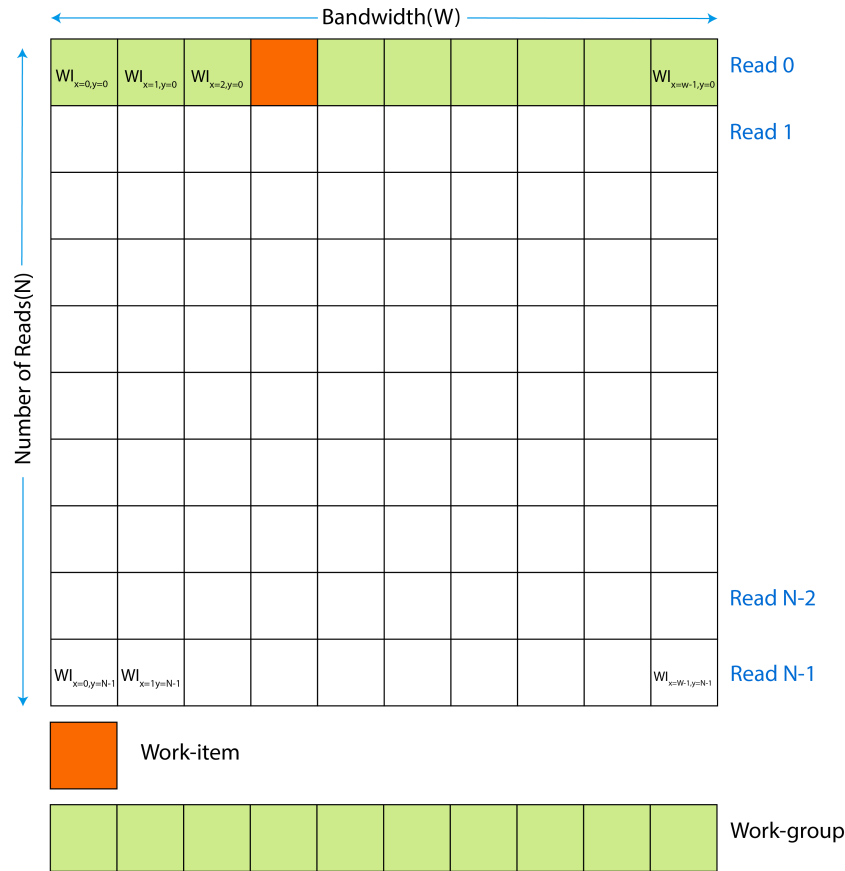 Bandwidth(W)
WIx=0,y=0 WIx=1,y=0 WIx=2,y=0 WIx=w-1,y=0 Read 0
Read 1
Number of Reads(N)
Read N-2
WIx=0,y=N-1 WIx=1y=N-1 WIx=W-1,y=N-1 Read N-1
Work-item
Work-group